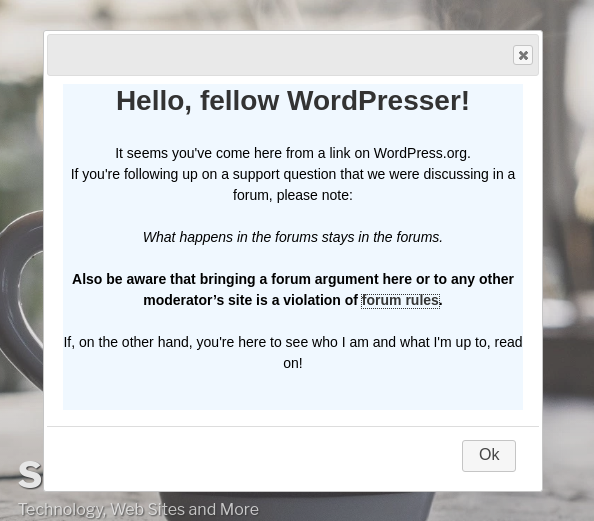 Hello, fellow WordPresser!
It seems you've come here from a link on WordPress.org.
If you're following up on a support question that we were discussing in a
forum, please note:
What happens in the forums stays in the forums.
Also be aware that bringing a forum argument here or to any other
moderator’s site is a violation of forum rules.
If, on the other hand, you're here to see who I am and what I'm up to, read
on!
Ok
S
Technology, Web Sites and More